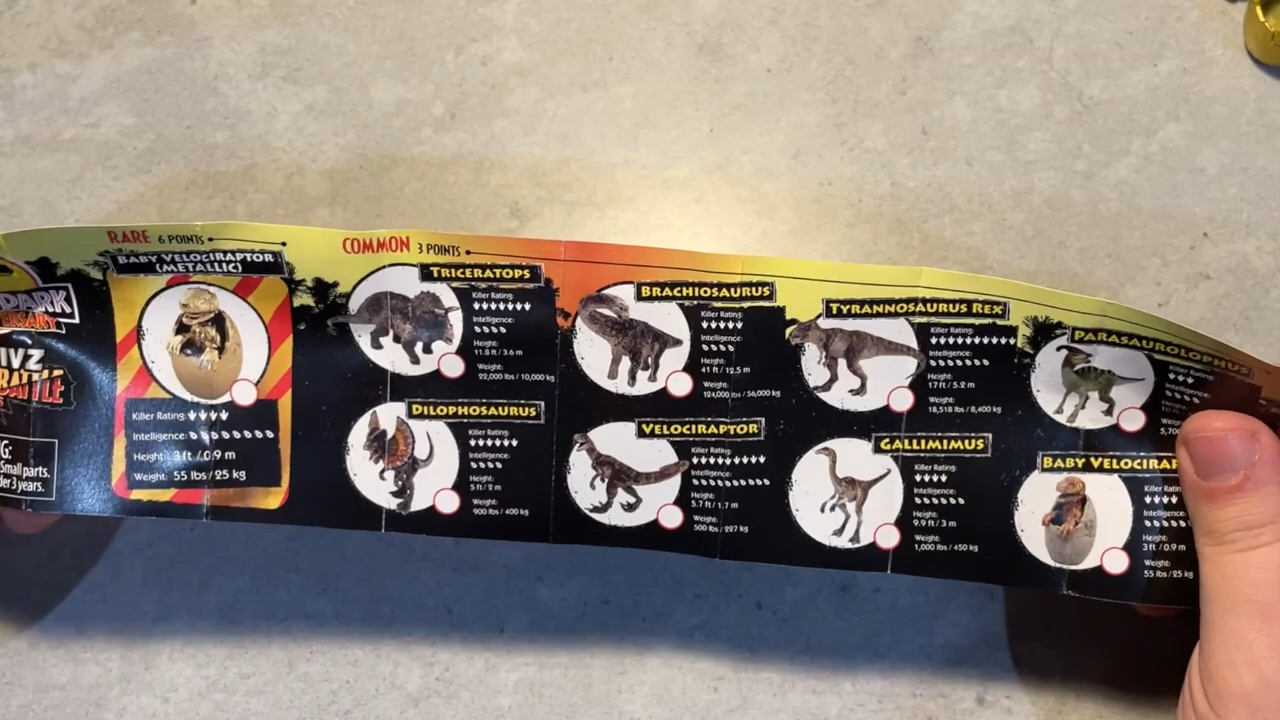 PARK
IVZ
BATTLE
G:
Small parts.
3 years.
RARE 6 POINTS
BABY VELOCIRAPTOR
(METALLIC)
Killer Rating:
Intelligence:
Height: 3 ft / 0.9 m
Weight: 55 lbs / 25 kg
COMMON 3 POINTS
TRICERATOPS
Killer Rating:
Intelligence:
Height:
11.8 ft / 3.6 m
Weight:
22,000 lbs / 10,000 kg
DILOPHOSAURUS
Killer Rating:
Intelligence:
Height:
5 ft / 2 m
Weight:
900 lbs / 400 kg
BRACHIOSAURUS
Killer Rating:
Intelligence:
Height:
41 ft / 12.5 m
Weight:
124,000 lbs / 56,000 kg
VELOCIRAPTOR
Killer Rating:
Intelligence:
Height:
5.7 ft / 1.7 m
Weight:
500 lbs / 227 kg
TYRANNOSAURUS REX
Killer Rating:
Intelligence:
Height:
17 ft / 5.2 m
Weight:
18,518 lbs / 8,400 kg
GALLIMIMUS
Killer Rating:
Intelligence:
Height:
9.9 ft / 3 m
Weight:
1,000 lbs / 450 kg
PARASAUROLOPHUS
Killer Rating:
Intelligence:
Height:
Weight:
BABY VELOCIRAP
Killer Rati
Intelligence:
Height:
3 ft / 0.9 m
Weight:
55 lbs / 25 kg